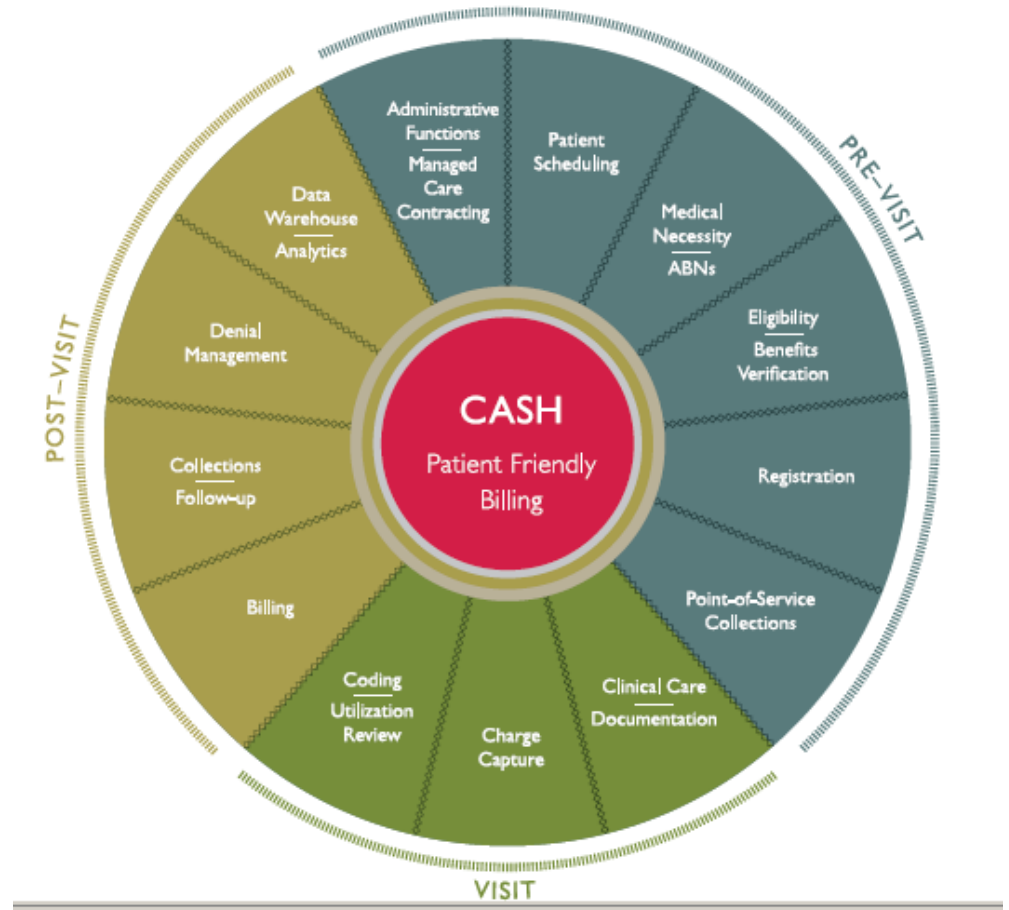 Administrative
Functions
Managed
Care
Contracting
Patient
Scheduling
Medical
Necessity
ABNs
Eligibility
Benefits
Verification
Registration
Point-of-Service
Collections
Clinical Care
Documentation
Charge
Capture
Coding
Utilization
Review
Billing
Collections
Follow-up
Denial
Management
Data
Warehouse
Analytics
CASH
Patient Friendly
Billing
PRE-VISIT
VISIT
POST-VISIT